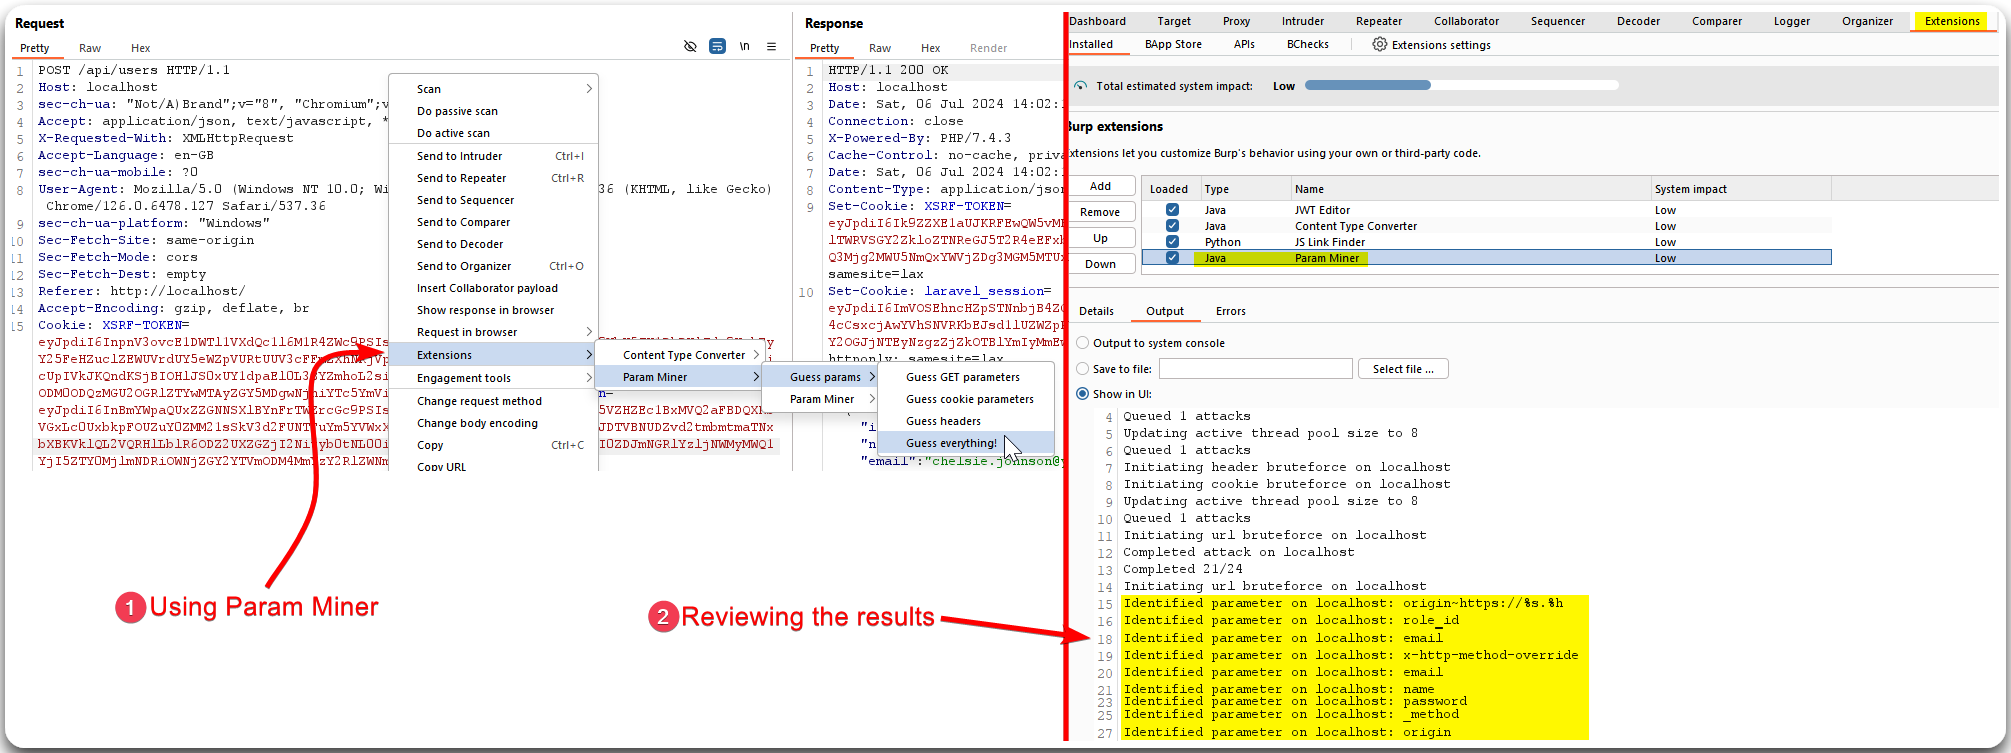 Request
Pretty Raw Hex
\n
1 POST /api/users HTTP/1.1
2 Host: localhost
3 sec-ch-ua: "Not/A)Brand";v="8", "Chromium";v
4 Accept: application/json, text/javascript, *
5 X-Requested-With: XMLHttpRequest
6 Accept-Language: en-GB
7 sec-ch-ua-mobile: ?0
8 User-Agent: Mozilla/5.0 (Windows NT 10.0; Wi 36 (KHTML, like Gecko)
Chrome/126.0.6478.127 Safari/537.36
9 sec-ch-ua-platform: "Windows"
10 Sec-Fetch-Site: same-origin
11 Sec-Fetch-Mode: cors
12 Sec-Fetch-Dest: empty
13 Referer: http://localhost/
14 Accept-Encoding: gzip, deflate, br
15 Cookie: XSRF-TOKEN=
Scan
Do passive scan
Do active scan
Send to Intruder Ctrl+I
Send to Repeater Ctrl+R
Send to Sequencer
Send to Comparer
Send to Decoder
Send to Organizer Ctrl+O
Insert Collaborator payload
Show response in browser
Request in browser
Extensions
Engagement tools
Change request method
Change body encoding
Copy Ctrl+C
Copy URL
Content Type Converter
Param Miner
Guess params
Param Miner
Guess GET parameters
Guess cookie parameters
Guess headers
Guess everything!
Response
Pretty Raw Hex Render
1 HTTP/1.1 200 OK
2 Host: localhost
3 Date: Sat, 06 Jul 2024 14:02:
4 Connection: close
5 X-Powered-By: PHP/7.4.3
6 Cache-Control: no-cache, priva
7 Date: Sat, 06 Jul 2024 14:02:
8 Content-Type: application/json
9 Set-Cookie: XSRF-TOKEN=
samesite=lax
10 Set-Cookie: laravel_session=
httponly; samesite=lax
"i
"n
"email":"chelsie.johnson@
1 Using Param Miner
2 Reviewing the results
Dashboard Target Proxy Intruder Repeater Collaborator Sequencer Decoder Comparer Logger Organizer Extensions
Installed BApp Store APIs BChecks Extensions settings
Total estimated system impact: Low
Burp extensions
Extensions let you customize Burp's behavior using your own or third-party code.
Add
Remove
Up
Down
Loaded Type Name System impact
Java JWT Editor Low
Java Content Type Converter Low
Python JS Link Finder Low
Java Param Miner Low
Details Output Errors
Output to system console
Save to file: Select file ...
Show in UI:
4 Queued 1 attacks
5 Updating active thread pool size to 8
6 Queued 1 attacks
7 Initiating header bruteforce on localhost
8 Initiating cookie bruteforce on localhost
9 Updating active thread pool size to 8
10 Queued 1 attacks
11 Initiating url bruteforce on localhost
12 Completed attack on localhost
13 Completed 21/24
14 Initiating url bruteforce on localhost
15 Identified parameter on localhost: origin~https://%s.%h
16 Identified parameter on localhost: role_id
18 Identified parameter on localhost: email
19 Identified parameter on localhost: x-http-method-override
20 Identified parameter on localhost: email
21 Identified parameter on localhost: name
23 Identified parameter on localhost: password
25 Identified parameter on localhost: _method
27 Identified parameter on localhost: origin